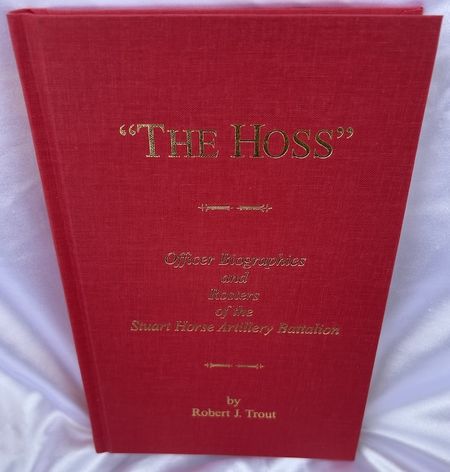 “THE HOSS”
Officer Biographies
and
Rosters
of the
Stuart Horse Artillery Battalion
by
Robert J. Trout